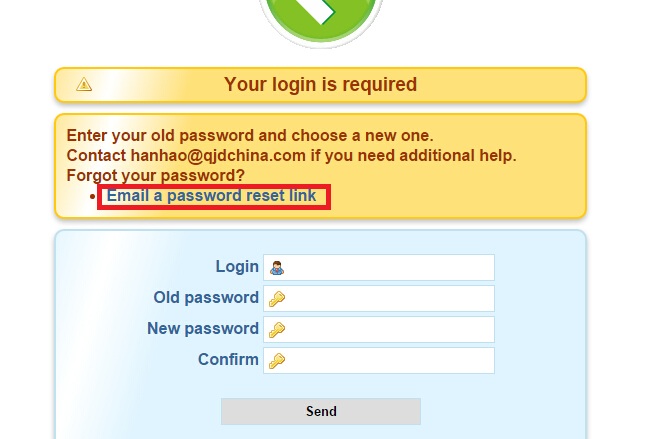 Your login is required
Enter your old password and choose a new one.
Contact hanhao@qjdchina.com if you need additional help.
Forgot your password?
• Email a password reset link
Login
Old password
New password
Confirm
Send